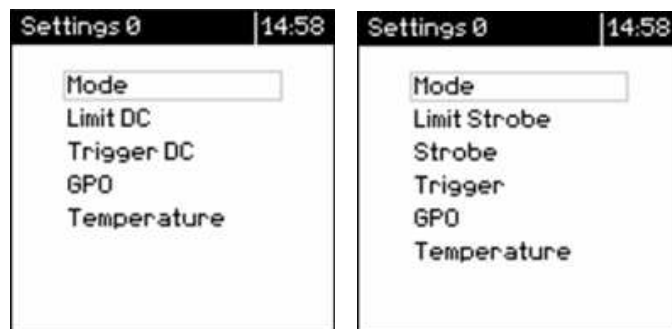 Settings 0 14:58
Mode
Limit DC
Trigger DC
GPO
Temperature
Settings 0 14:58
Mode
Limit Strobe
Strobe
Trigger
GPO
Temperature